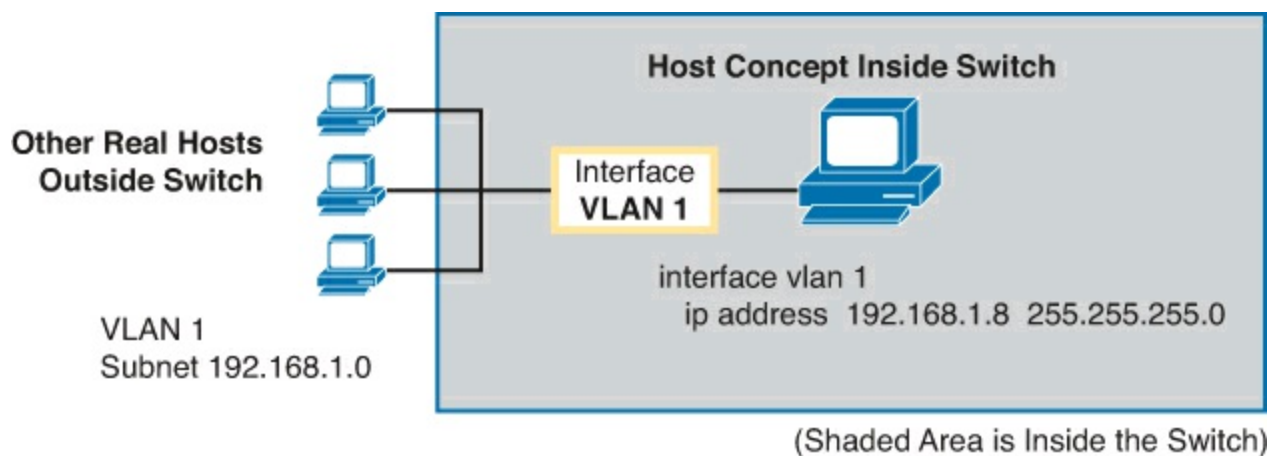 Host Concept Inside Switch
Other Real Hosts
Outside Switch
Interface
VLAN 1
interface vlan 1
ip address 192.168.1.8 255.255.255.0
VLAN 1
Subnet 192.168.1.0
(Shaded Area is Inside the Switch)